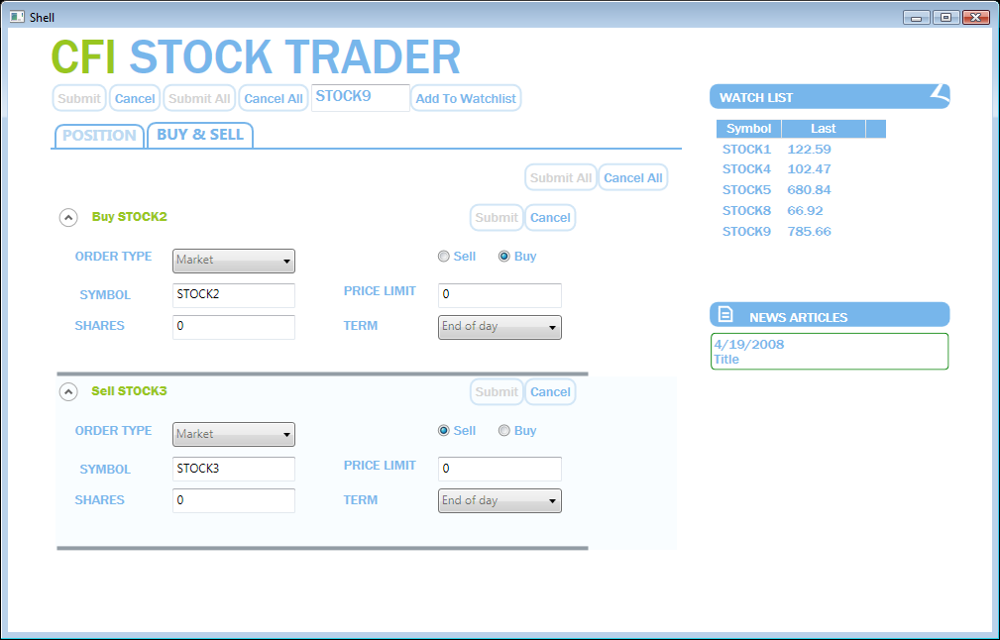 Shell
CFI STOCK TRADER
Submit Cancel Submit All Cancel All STOCK9 Add To Watchlist
POSITION BUY & SELL
Submit All Cancel All
Buy STOCK2 Submit Cancel
ORDER TYPE Market Sell Buy
SYMBOL STOCK2 PRICE LIMIT 0
SHARES 0 TERM End of day
Sell STOCK3 Submit Cancel
ORDER TYPE Market Sell Buy
SYMBOL STOCK3 PRICE LIMIT 0
SHARES 0 TERM End of day
WATCH LIST
Symbol Last
STOCK1 122.59
STOCK4 102.47
STOCK5 680.84
STOCK8 66.92
STOCK9 785.66
NEWS ARTICLES
4/19/2008
Title